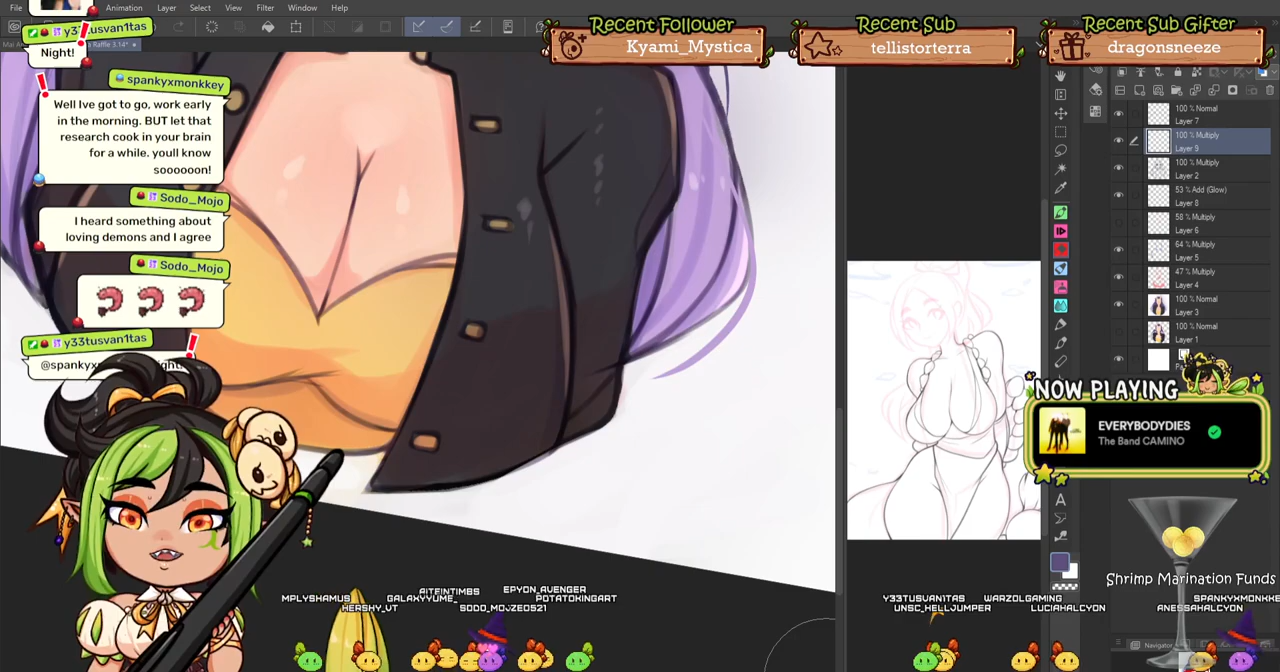 File
Animation
Layer
Select
View
Filter
Window
Help
y33tusvan1tas
Night!
spankyxmonkkey
Well Ive got to go, work early
in the morning. BUT let that
research cook in your brain
for a while. youll know
soooooon!
Sodo_Mojo
I heard something about
loving demons and I agree
Sodo_Mojo
y33tusvan1tas
Recent Follower
Kyami_Mystica
Recent Sub
tellistorterra
Recent Sub Gifter
dragonsneeze
100 % Normal
Layer 7
100 % Multiply
Layer 9
100 % Multiply
Layer 2
53 % Add (Glow)
Layer 8
58 % Multiply
Layer 6
64 % Multiply
Layer 5
47 % Multiply
Layer 4
100 % Normal
Layer 3
100 % Normal
Layer 1
NOW PLAYING
EVERYBODYDIES
The Band CAMINO
Shrimp Marination Funds
MPLYSHAMUS
HERSHY_VT
GALAXYYUME_
AITFINTIMBS
EPYON_AVENGER
POTATOKINGART
Y33TUSVAN1TAS
UNSC_HELLJUMPER
WARZOLGAMING
LUCIAHALCYON
ANESSAHALCYON
SPANKYXMONKKE
Navigator